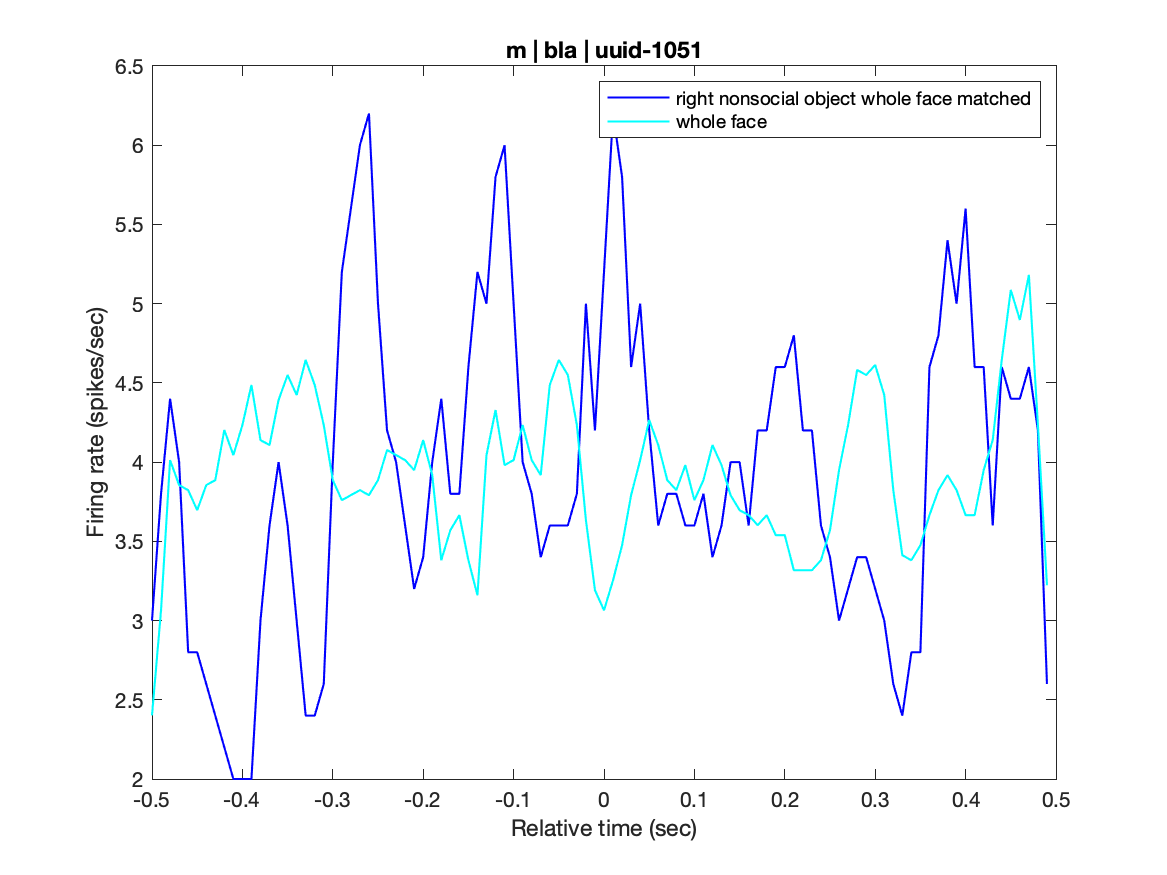 m | bla | uuid-1051
right nonsocial object whole face matched
whole face
6.5
6
5.5
5
4.5
4
3.5
3
2.5
2
Firing rate (spikes/sec)
-0.5 -0.4 -0.3 -0.2 -0.1 0 0.1 0.2 0.3 0.4 0.5
Relative time (sec)